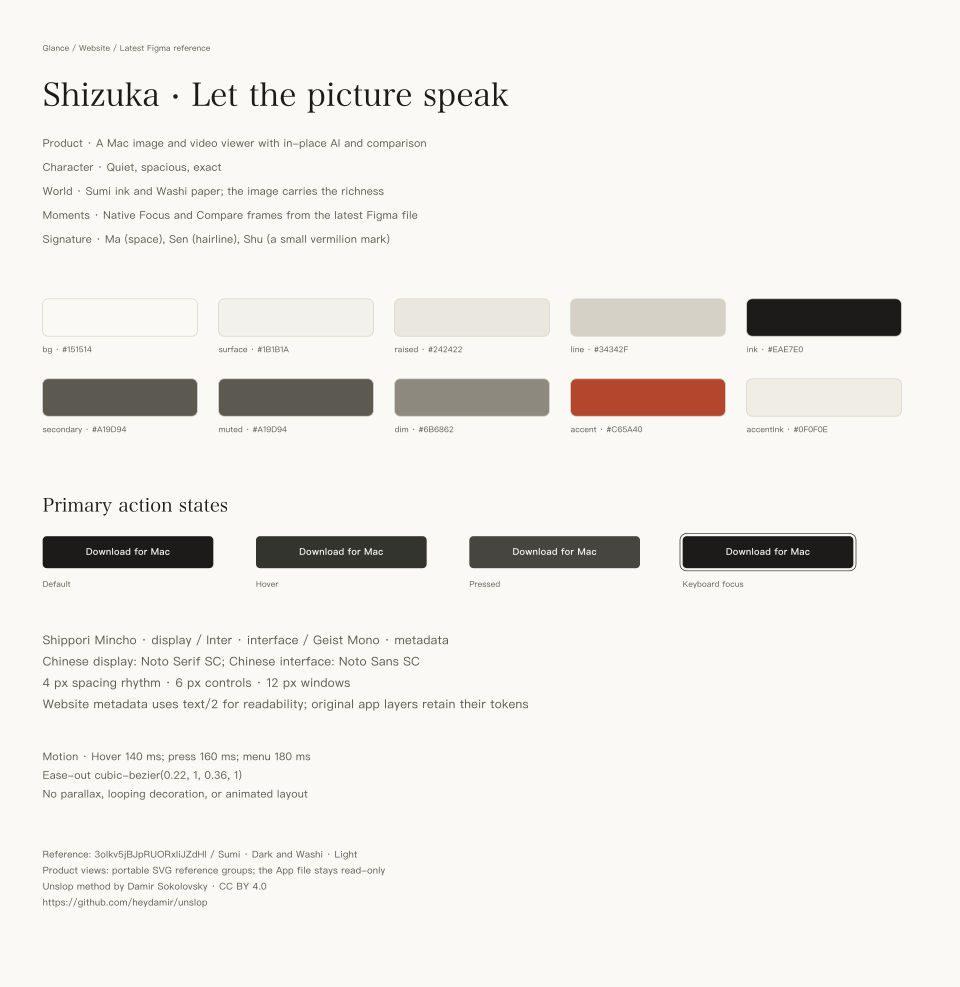 Glance / Website / Latest Figma reference
Shizuka · Let the picture speak
Product · A Mac image and video viewer with in-place AI and comparison
Character · Quiet, spacious, exact
World · Sumi ink and Washi paper; the image carries the richness
Moments · Native Focus and Compare frames from the latest Figma file
Signature · Ma (space), Sen (hairline), Shu (a small vermilion mark)
bg · #151514
surface · #1B1B1A
raised · #242422
line · #34342F
ink · #EAE7E0
secondary · #A19D94
muted · #A19D94
dim · #6B6862
accent · #C65A40
accentInk · #0F0F0E
Primary action states
Download for Mac
Download for Mac
Download for Mac
Download for Mac
Default
Hover
Pressed
Keyboard focus
Shippori Mincho · display / Inter · interface / Geist Mono · metadata
Chinese display: Noto Serif SC; Chinese interface: Noto Sans SC
4 px spacing rhythm · 6 px controls · 12 px windows
Website metadata uses text/2 for readability; original app layers retain their tokens
Motion · Hover 140 ms; press 160 ms; menu 180 ms
Ease-out cubic-bezier(0.22, 1, 0.36, 1)
No parallax, looping decoration, or animated layout
Reference: 3olkv5jBJpRUORxliJZdHl / Sumi · Dark and Washi · Light
Product views: portable SVG reference groups; the App file stays read-only
Unslop method by Damir Sokolovsky · CC BY 4.0
https://github.com/heydamir/unslop